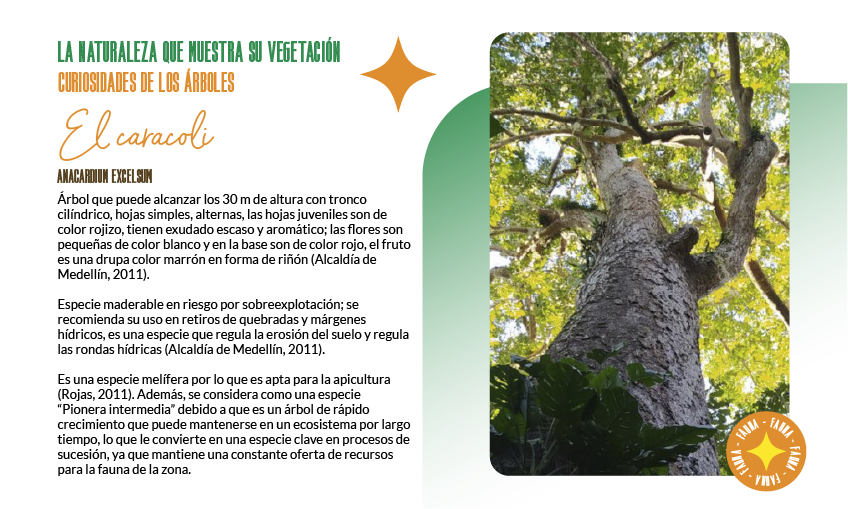 LA NATURALEZA QUE MUESTRA SU VEGETACIÓN
CURIOSIDADES DE LOS ÁRBOLES
El caracoli
ANACARDIUM EXCELSUM
Árbol que puede alcanzar los 30 m de altura con tronco
cilíndrico, hojas simples, alternas, las hojas juveniles son de
color rojizo, tienen exudado escaso y aromático; las flores son
pequeñas de color blanco y en la base son de color rojo, el fruto
es una drupa color marrón en forma de riñón (Alcaldía de
Medellín, 2011).
Especie maderable en riesgo por sobreexplotación; se
recomienda su uso en retiros de quebradas y márgenes
hídricos, es una especie que regula la erosión del suelo y regula
las rondas hídricas (Alcaldía de Medellín, 2011).
Es una especie melífera por lo que es apta para la apicultura
(Rojas, 2011). Además, se considera como una especie
“Pionera intermedia” debido a que es un árbol de rápido
crecimiento que puede mantenerse en un ecosistema por largo
tiempo, lo que le convierte en una especie clave en procesos de
sucesión, ya que mantiene una constante oferta de recursos
para la fauna de la zona.
FAUNA - FAUNA - FAUNA - FAUNA - FAUNA -